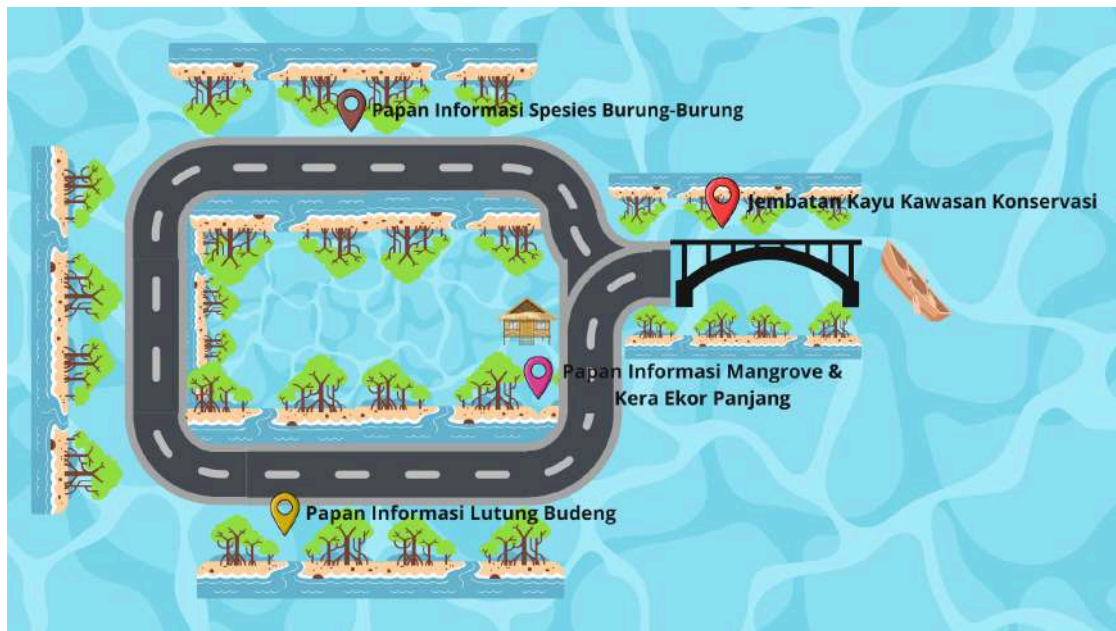 Papan Informasi Spesies Burung-Burung
Jembatan Kayu Kawasan Konservasi
Papan Informasi Mangrove &
Kera Ekor Panjang
Papan Informasi Lutung Budeng